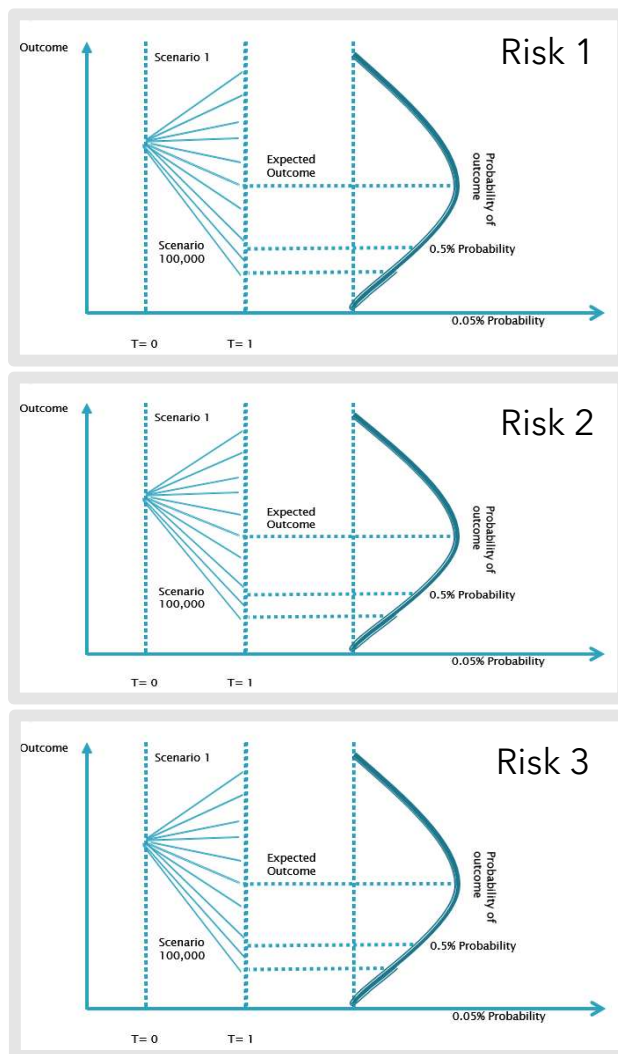 Outcome
Scenario 1
Risk 1
Expected
Outcome
Probability of
outcome
Scenario
100,000
0.5% Probability
0.05% Probability
T= 0
T= 1
Outcome
Scenario 1
Risk 2
Expected
Outcome
Probability of
outcome
Scenario
100,000
0.5% Probability
0.05% Probability
T= 0
T= 1
Outcome
Scenario 1
Risk 3
Expected
Outcome
Probability of
outcome
Scenario
100,000
0.5% Probability
0.05% Probability
T= 0
T= 1